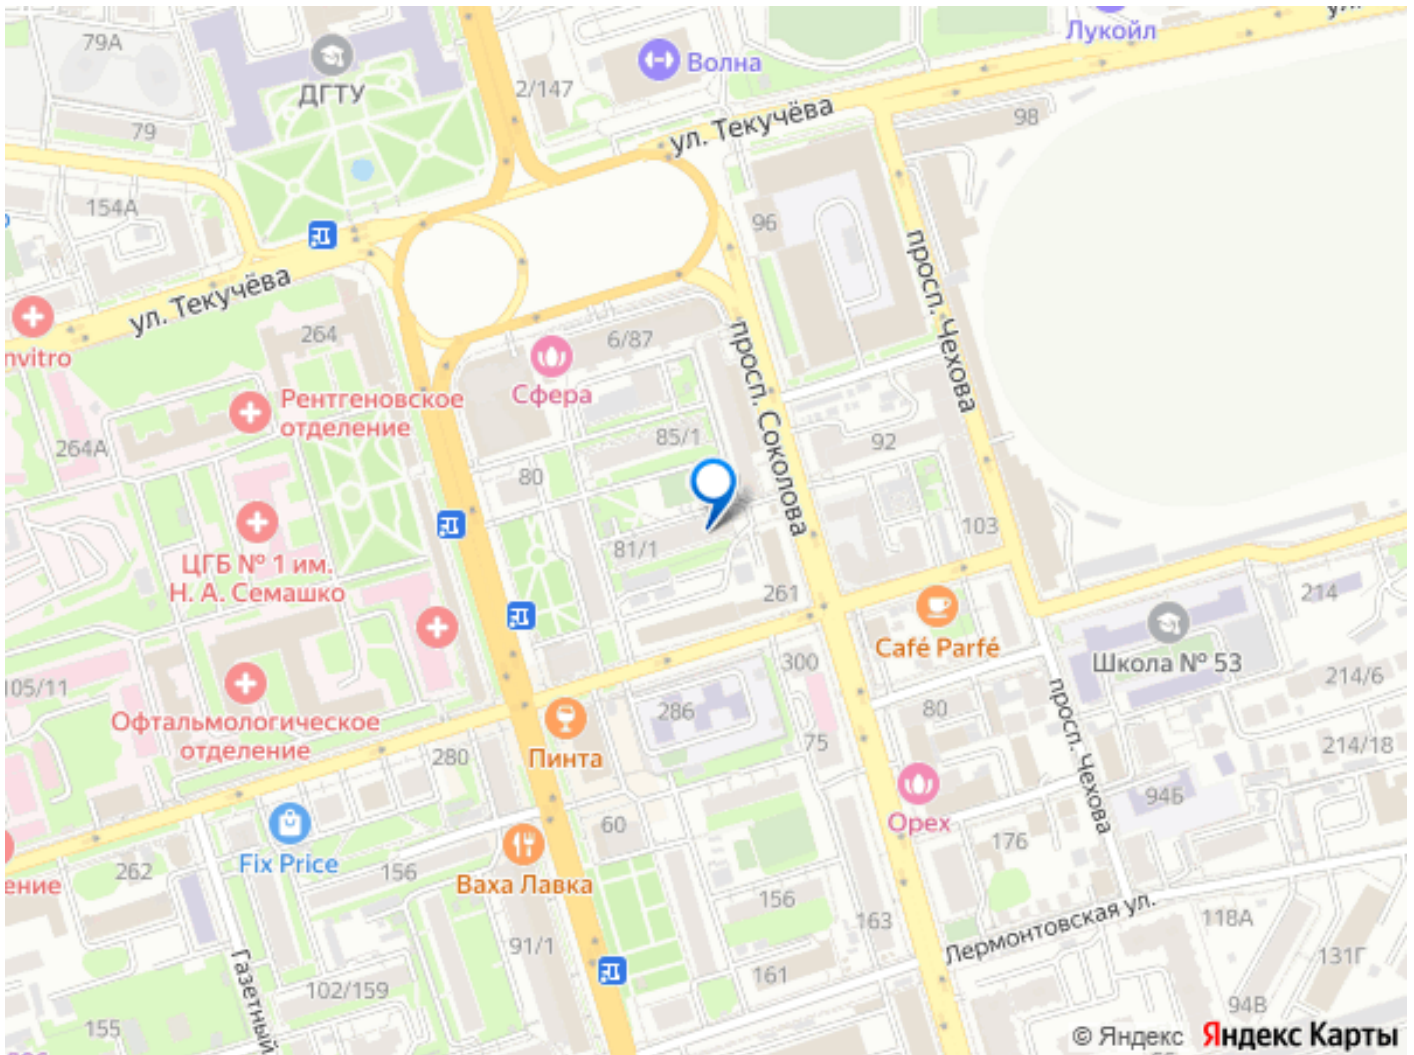 79А
ДГТУ
79
154А
2/147
Волна
Лукойл
ул. Текучёва
98
96
ул. Текучёва
nvitro
264
6/87
Сфера
просп. Соколова
просп. Чехова
Рентгеновское
отделение
264А
85/1
92
80
103
81/1
ЦГБ № 1 им.
Н. А. Семашко
261
214
Café Parfé
Школа № 53
300
105/11
214/6
286
80
Офтальмологическое
отделение
Пинта
280
75
214/18
просп. Чехова
94Б
Орех
60
176
Fix Price
262
156
Ваха Лавка
ение
156
163
118А
Лермонтовская ул.
91/1
131Г
Газетный
102/159
161
94В
155
© Яндекс Яндекс Карты